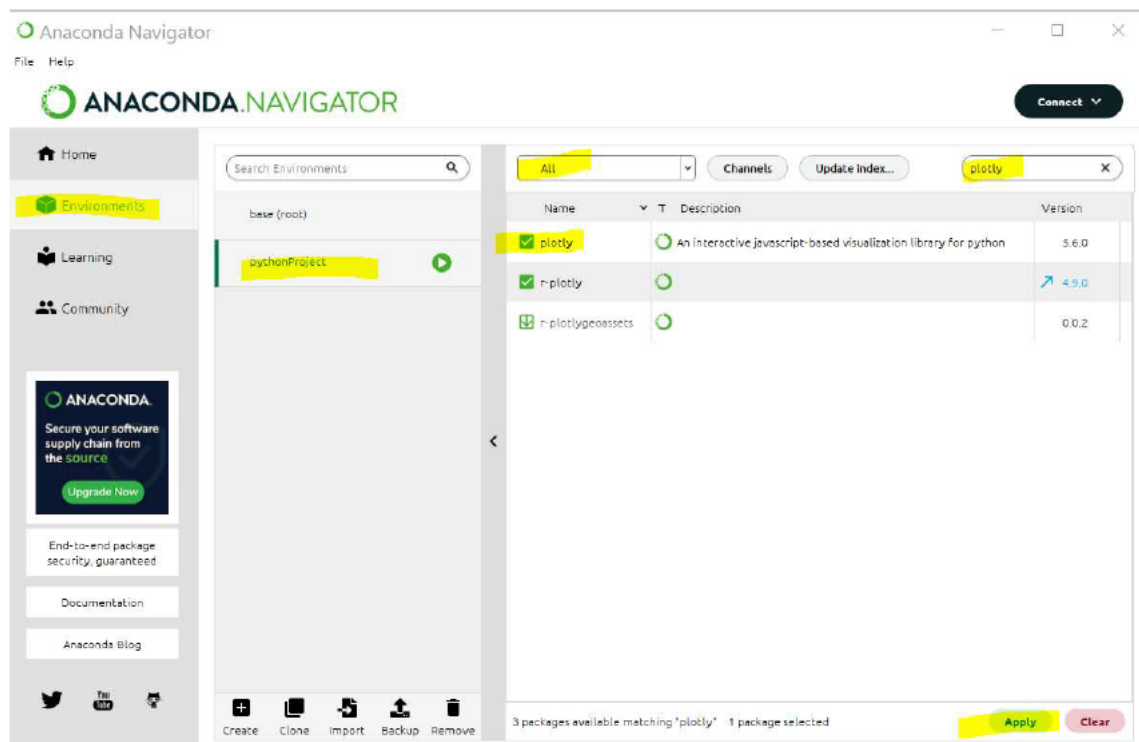 Anaconda Navigator
File Help
ANACONDA.NAVIGATOR
Connect
Home
Environments
Learning
Community
ANACONDA.
Secure your software
supply chain from
the source
Upgrade Now
End-to-end package
security, guaranteed
Documentation
Anaconda Blog
You
Tube
Search Environments
base (root)
pythonProject
Create Clone Import Backup Remove
All
Channels
Update index...
plotly
Name T Description Version
plotly An interactive javascript-based visualization library for python 5.6.0
r-plotly 4.9.0
r-plotlygeoassets 0.0.2
3 packages available matching "plotly" 1 package selected
Apply
Clear